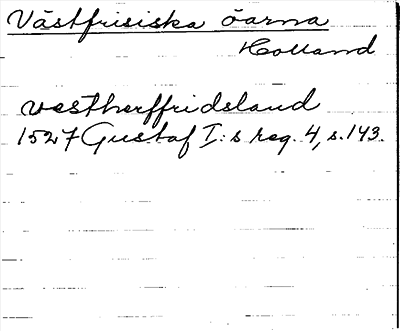 Västfrisiska öarna
Holland
vestherffridsland
1527 Gustaf I:s reg. 4, s. 143.